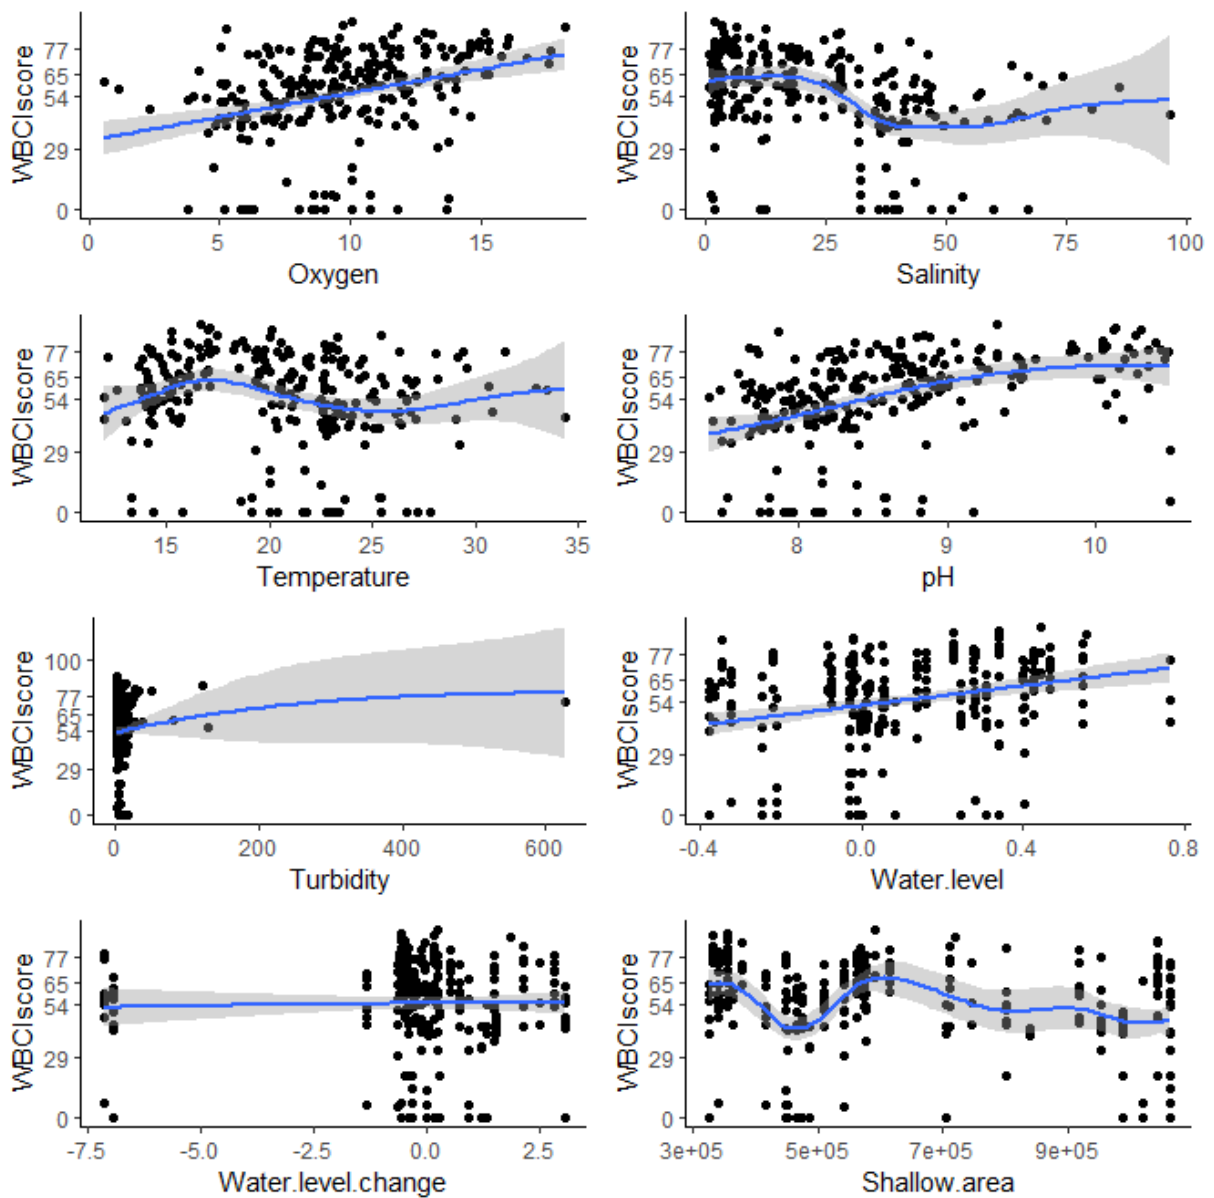 WBCIscore
77
65
54
29
0
0 5 10 15
Oxygen
WBCIscore
77
65
54
29
0
0 25 50 75 100
Salinity
WBCIscore
77
65
54
29
0
15 20 25 30 35
Temperature
WBCIscore
77
65
54
29
0
8 9 10
pH
WBCIscore
100
77
65
54
29
0
0 200 400 600
Turbidity
WBCIscore
77
65
54
29
0
-0.4 0.0 0.4 0.8
Water.level
WBCIscore
77
65
54
29
0
-7.5 -5.0 -2.5 0.0 2.5
Water.level.change
WBCIscore
77
65
54
29
0
3e+05 5e+05 7e+05 9e+05
Shallow.area